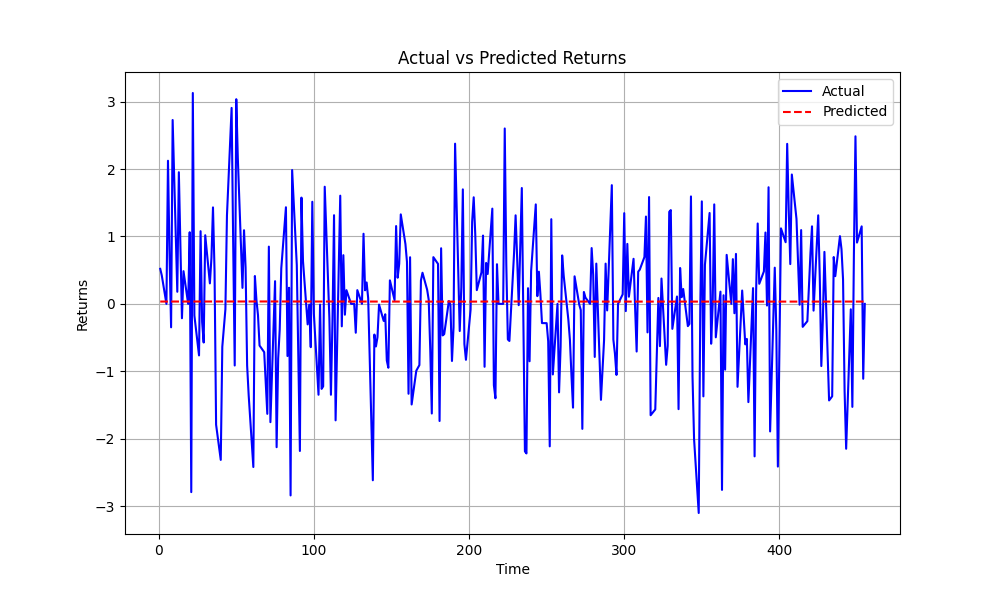 Actual vs Predicted Returns
Actual
Predicted
3
2
1
0
−1
−2
−3
Returns
0 100 200 300 400
Time